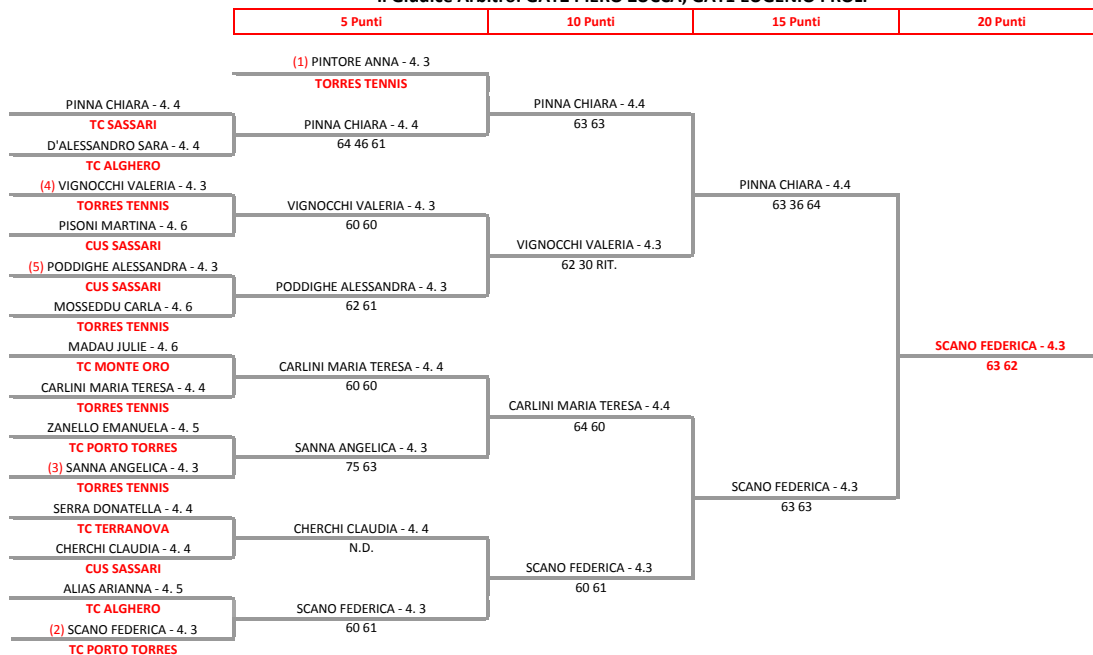 5 Punti
10 Punti
15 Punti
20 Punti
(1) PINTORE ANNA - 4. 3
TORRES TENNIS
PINNA CHIARA - 4. 4
TC SASSARI
D'ALESSANDRO SARA - 4. 4
TC ALGHERO
(4) VIGNOCCHI VALERIA - 4. 3
TORRES TENNIS
PISONI MARTINA - 4. 6
CUS SASSARI
(5) PODDIGHE ALESSANDRA - 4. 3
CUS SASSARI
MOSSEDDU CARLA - 4. 6
TORRES TENNIS
MADAU JULIE - 4. 6
TC MONTE ORO
CARLINI MARIA TERESA - 4. 4
TORRES TENNIS
ZANELLO EMANUELA - 4. 5
TC PORTO TORRES
(3) SANNA ANGELICA - 4. 3
TORRES TENNIS
SERRA DONATELLA - 4. 4
TC TERRANOVA
CHERCHI CLAUDIA - 4. 4
CUS SASSARI
ALIAS ARIANNA - 4. 5
TC ALGHERO
(2) SCANO FEDERICA - 4. 3
TC PORTO TORRES
PINNA CHIARA - 4. 4
64 46 61
VIGNOCCHI VALERIA - 4. 3
60 60
PODDIGHE ALESSANDRA - 4. 3
62 61
CARLINI MARIA TERESA - 4. 4
60 60
SANNA ANGELICA - 4. 3
75 63
CHERCHI CLAUDIA - 4. 4
N.D.
SCANO FEDERICA - 4. 3
60 61
PINNA CHIARA - 4.4
63 63
VIGNOCCHI VALERIA - 4.3
62 30 RIT.
CARLINI MARIA TERESA - 4.4
64 60
SCANO FEDERICA - 4.3
60 61
PINNA CHIARA - 4.4
63 36 64
SCANO FEDERICA - 4.3
63 63
SCANO FEDERICA - 4.3
63 62